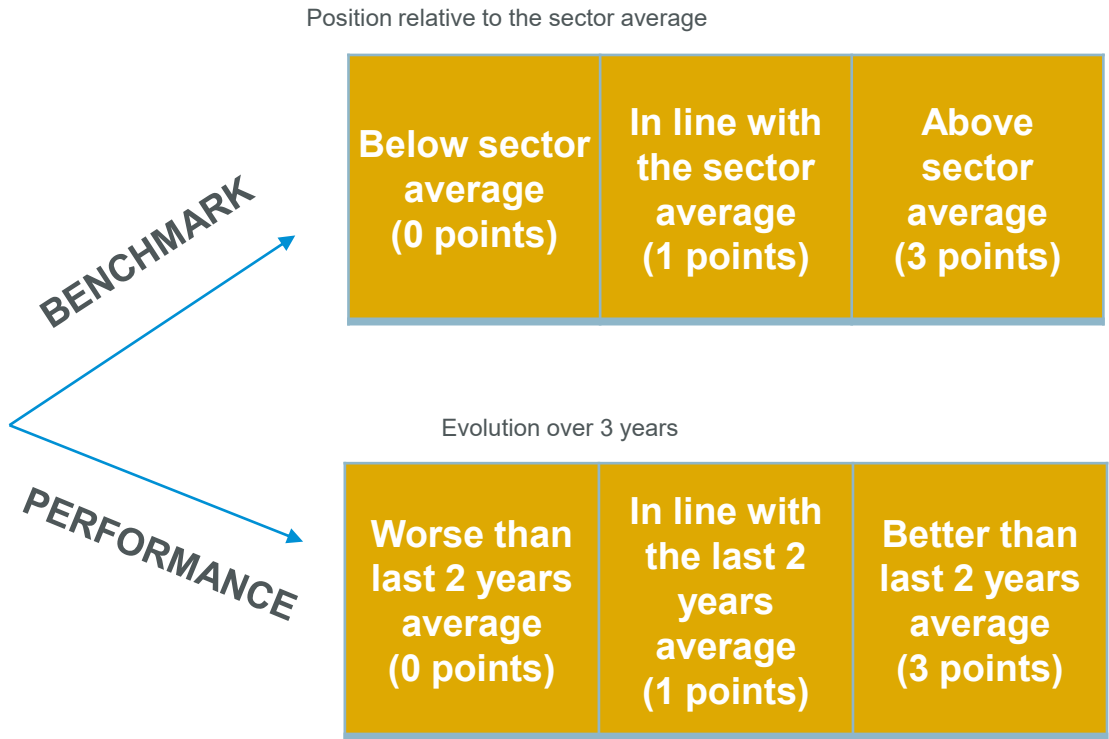 Position relative to the sector average
BENCHMARK
Below sector
average
(0 points)
In line with
the sector
average
(1 points)
Above
sector
average
(3 points)
Evolution over 3 years
PERFORMANCE
Worse than
last 2 years
average
(0 points)
In line with
the last 2
years
average
(1 points)
Better than
last 2 years
average
(3 points)